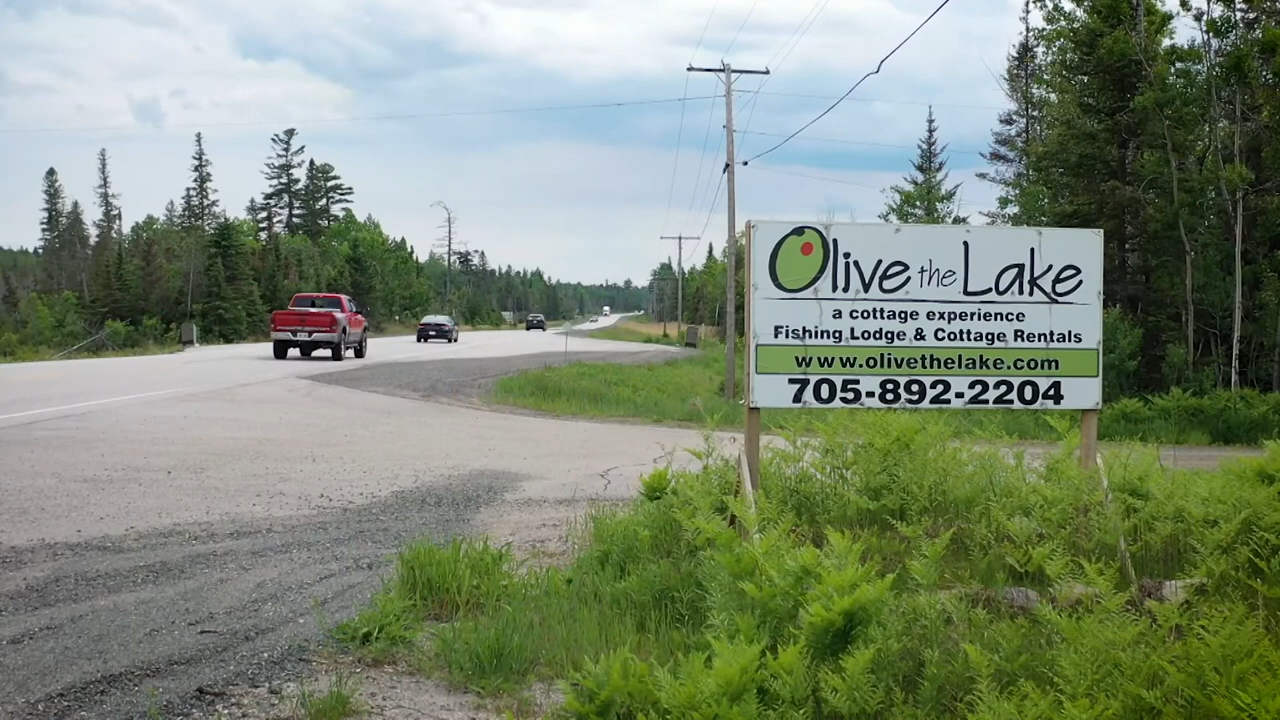 Olive the Lake
a cottage experience
Fishing Lodge & Cottage Rentals
www.olivethelake.com
705-892-2204